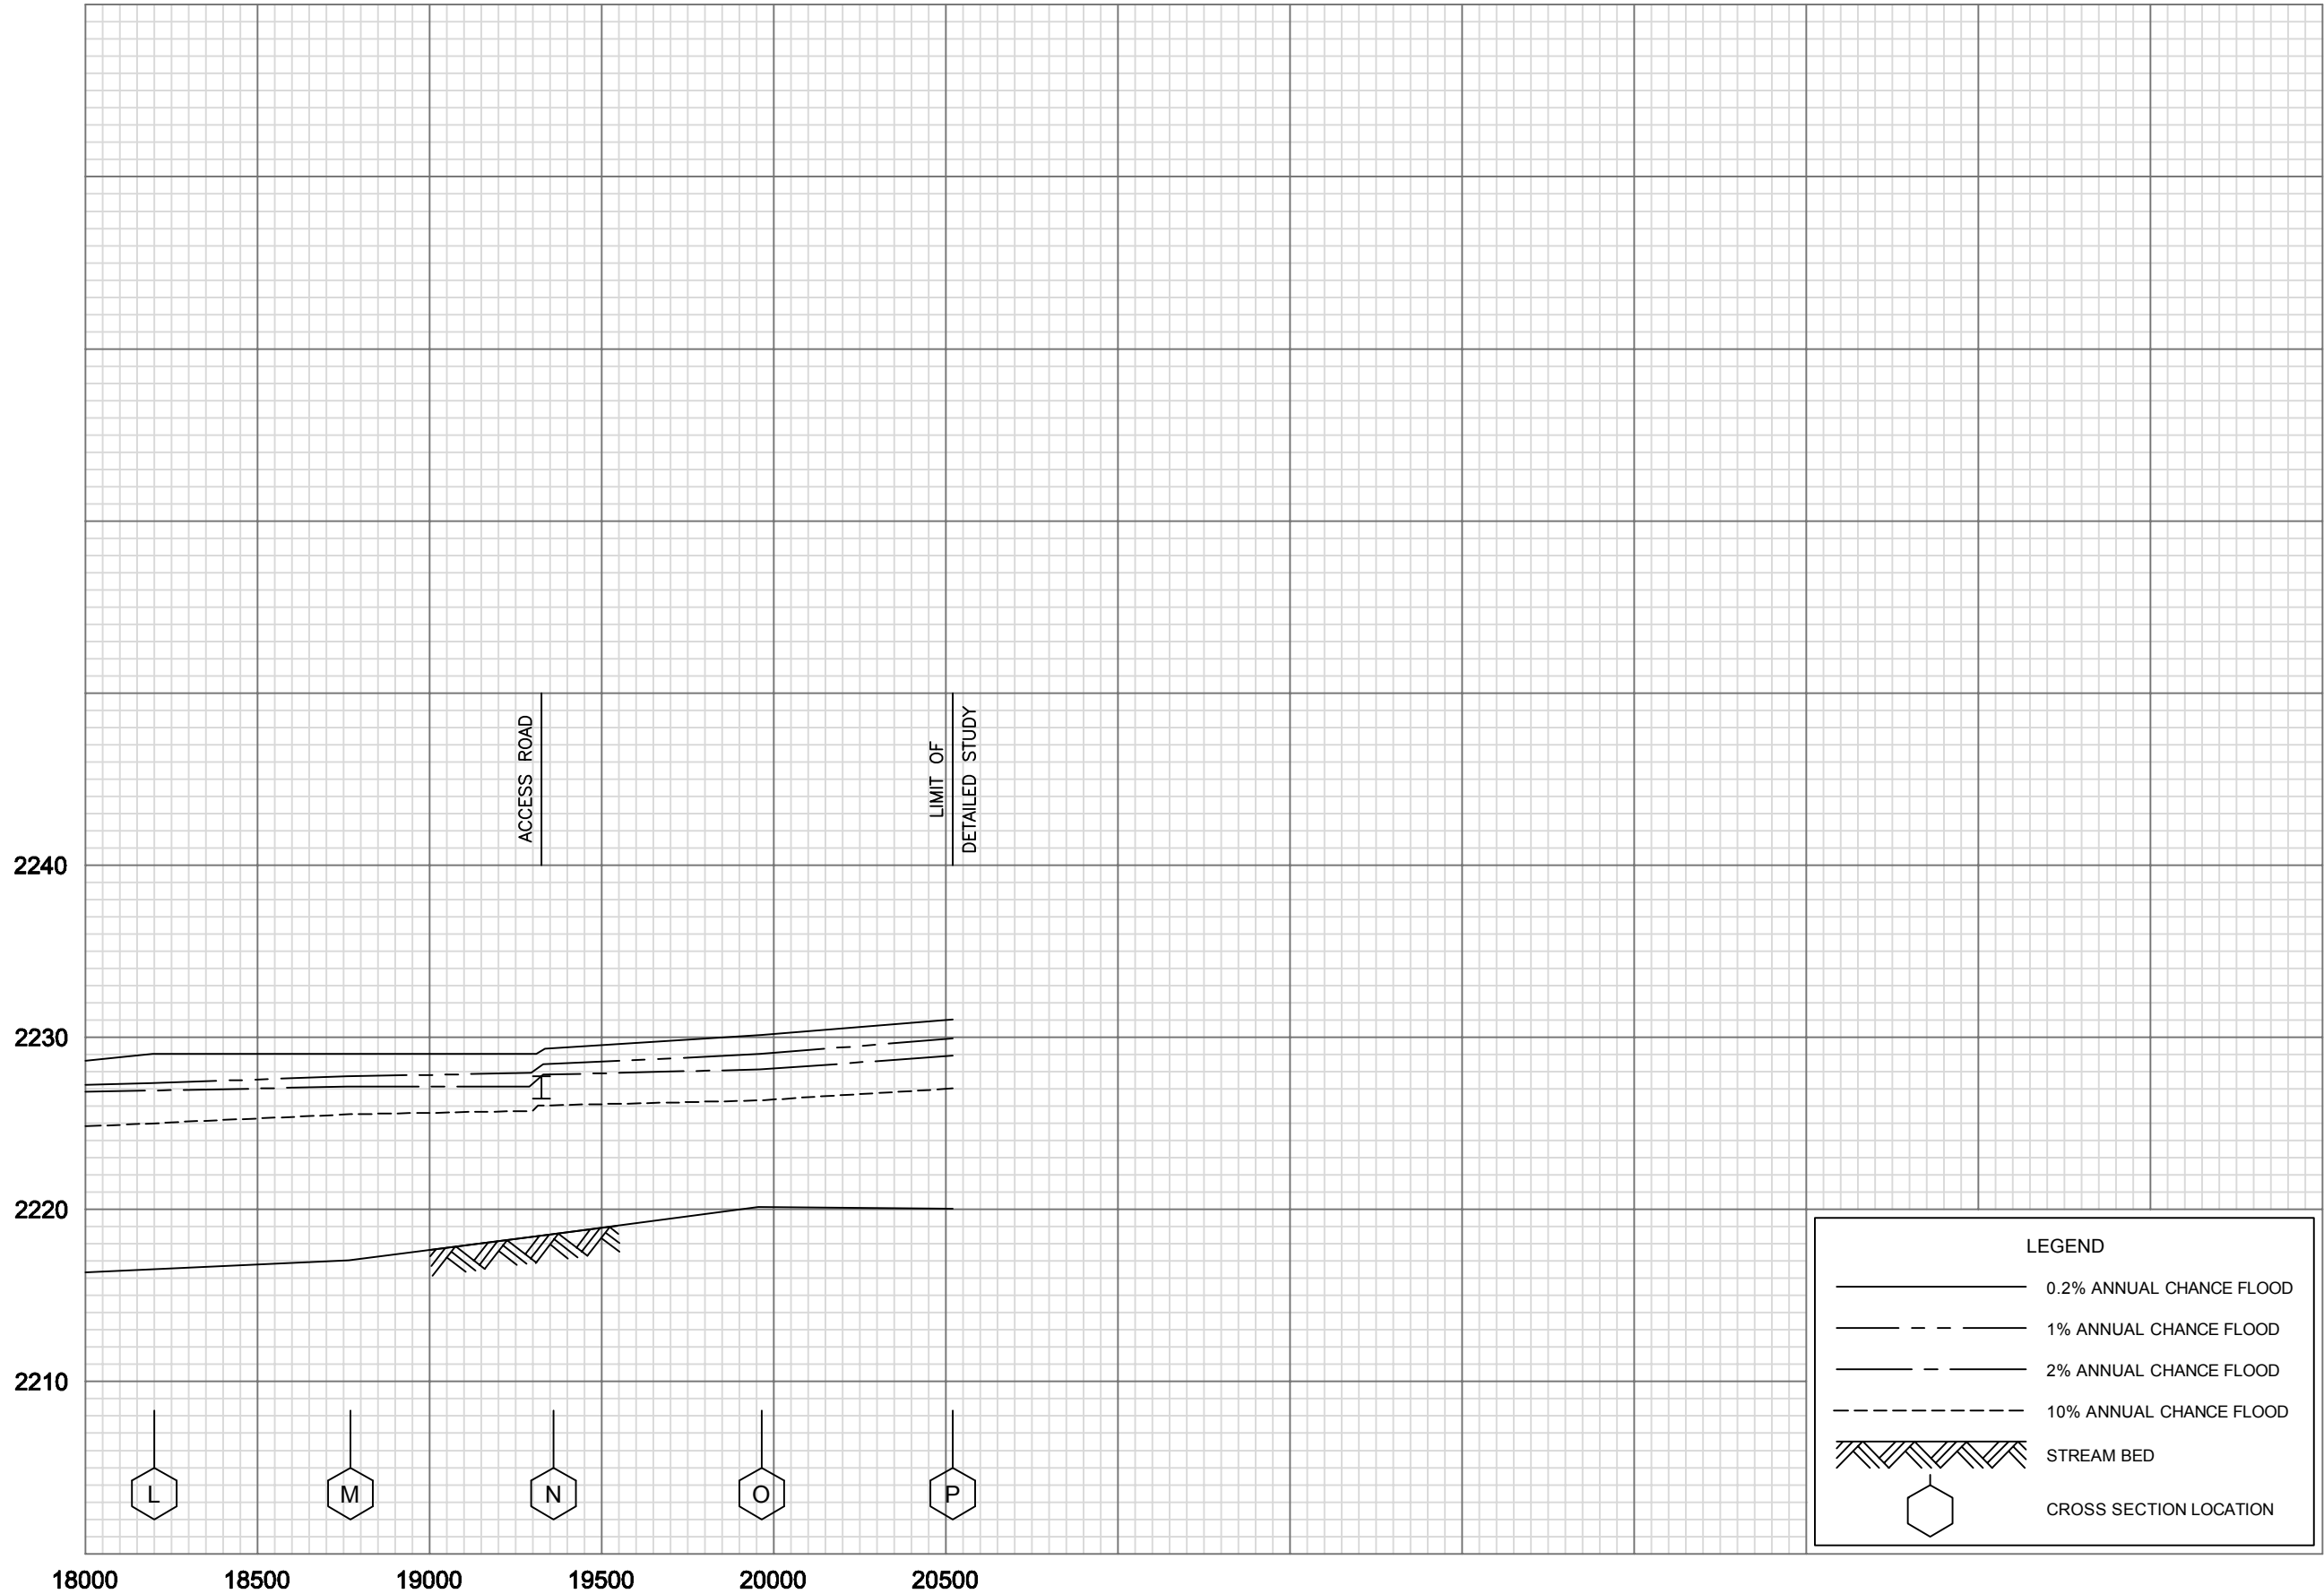 ACCESS ROAD
LIMIT OF
DETAILED STUDY
2240
2230
2220
2210
L
M
N
O
P
18000
18500
19000
19500
20000
20500
LEGEND
0.2% ANNUAL CHANCE FLOOD
1% ANNUAL CHANCE FLOOD
2% ANNUAL CHANCE FLOOD
10% ANNUAL CHANCE FLOOD
STREAM BED
CROSS SECTION LOCATION